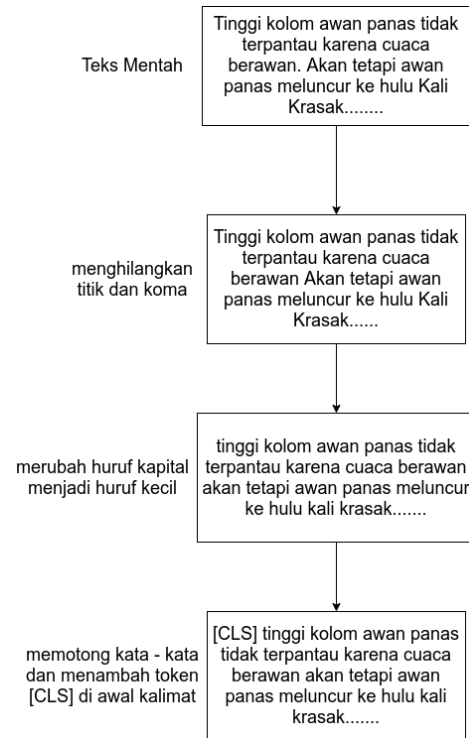 Teks Mentah
Tinggi kolom awan panas tidak
terpantau karena cuaca
berawan. Akan tetapi awan
panas meluncur ke hulu Kali
Krasak........
menghilangkan
titik dan koma
Tinggi kolom awan panas tidak
terpantau karena cuaca
berawan Akan tetapi awan
panas meluncur ke hulu Kali
Krasak......
merubah huruf kapital
menjadi huruf kecil
tinggi kolom awan panas tidak
terpantau karena cuaca berawan
akan tetapi awan panas meluncur
ke hulu kali krasak.......
memotong kata - kata
dan menambah token
[CLS] di awal kalimat
[CLS] tinggi kolom awan panas
tidak terpantau karena cuaca
berawan akan tetapi awan
panas meluncur ke hulu kali
krasak.......